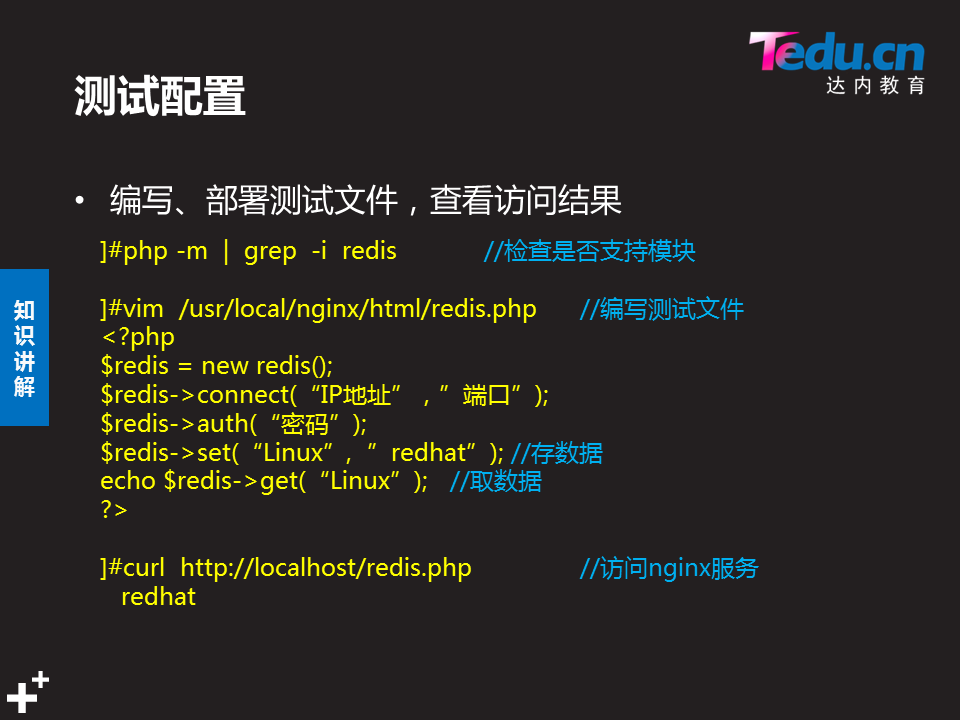 Tedu.cn
达内教育
测试配置
• 编写、部署测试文件，查看访问结果
]#php -m | grep -i redis //检查是否支持模块
]#vim /usr/local/nginx/html/redis.php //编写测试文件
<?php
$redis = new redis();
$redis->connect(“IP地址” , ”端口”);
$redis->auth(“密码”);
$redis->set(“Linux”, ”redhat”); //存数据
echo $redis->get(“Linux”); //取数据
?>
]#curl http://localhost/redis.php //访问nginx服务
redhat
知识讲解